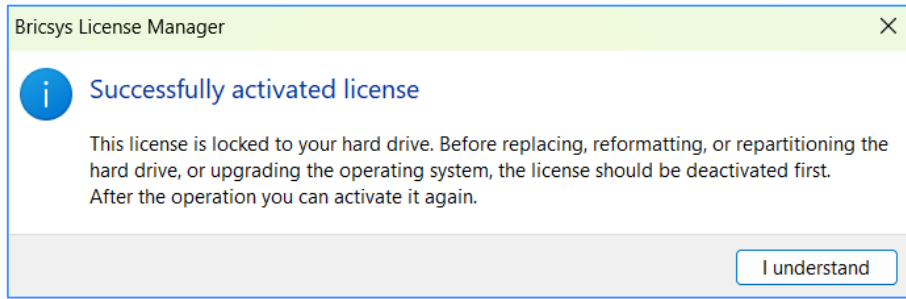 Bricsys License Manager
Successfully activated license
This license is locked to your hard drive. Before replacing, reformatting, or repartitioning the
hard drive, or upgrading the operating system, the license should be deactivated first.
After the operation you can activate it again.
I understand